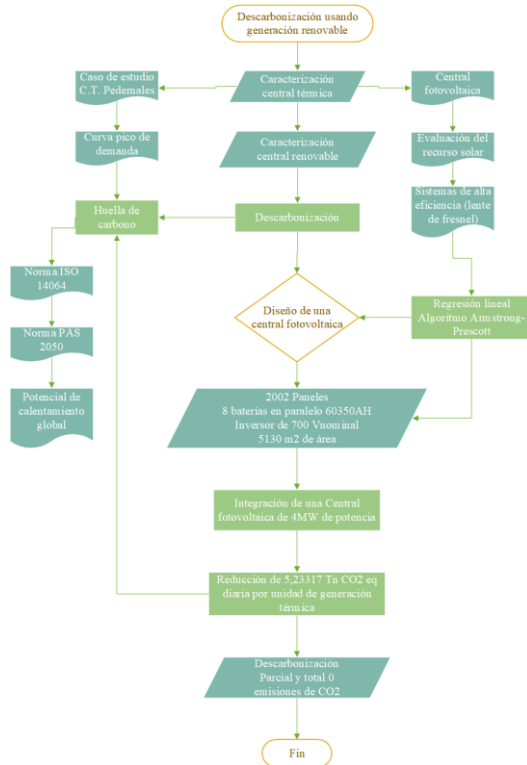 Descarbonización usando
generación renovable
Caso de estudio
C.T. Pedernales
Caracterización
central térmica
Central
fotovoltaica
Curva pico de
demanda
Caracterización
central renovable
Evaluación del
recurso solar
Sistemas de alta
eficiencia (lente
de fresnel)
Huella de
carbono
Descarbonización
Norma ISO
14064
Diseño de una
central fotovoltaica
Regresión lineal
Algoritmo Armstrong-
Prescott
Norma PAS
2050
Potencial de
calentamiento
global
2002 Paneles
8 baterías en paralelo 60350AH
Inversor de 700 Vnominal
5130 m2 de área
Integración de una Central
fotovoltaica de 4MW de potencia
Reducción de 5,23317 Tn CO2 eq
diaria por unidad de generación
térmica
Descarbonización
Parcial y total 0
emisiones de CO2
Fin